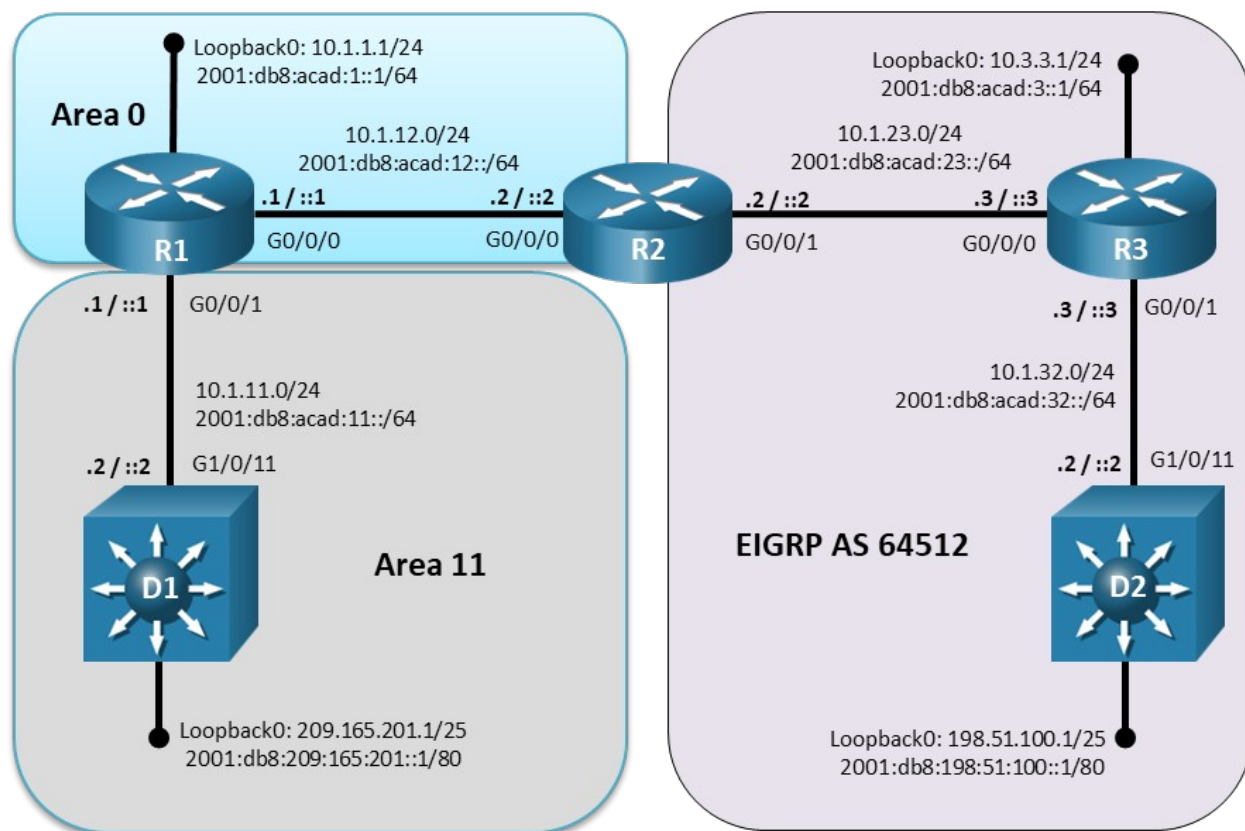 Loopback0: 10.1.1.1/24
2001:db8:acad:1::1/64
Area 0
10.1.12.0/24
2001:db8:acad:12::/64
.1 / ::1
.2 / ::2
G0/0/0
G0/0/0
R1
R2
Loopback0: 10.3.3.1/24
2001:db8:acad:3::1/64
10.1.23.0/24
2001:db8:acad:23::/64
.2 / ::2
.3 / ::3
G0/0/1
G0/0/0
R3
.1 / ::1
G0/0/1
10.1.11.0/24
2001:db8:acad:11::/64
.2 / ::2
G1/0/11
D1
Area 11
Loopback0: 209.165.201.1/25
2001:db8:209:165:201::1/80
.3 / ::3
G0/0/1
10.1.32.0/24
2001:db8:acad:32::/64
.2 / ::2
G1/0/11
EIGRP AS 64512
D2
Loopback0: 198.51.100.1/25
2001:db8:198:51:100::1/80